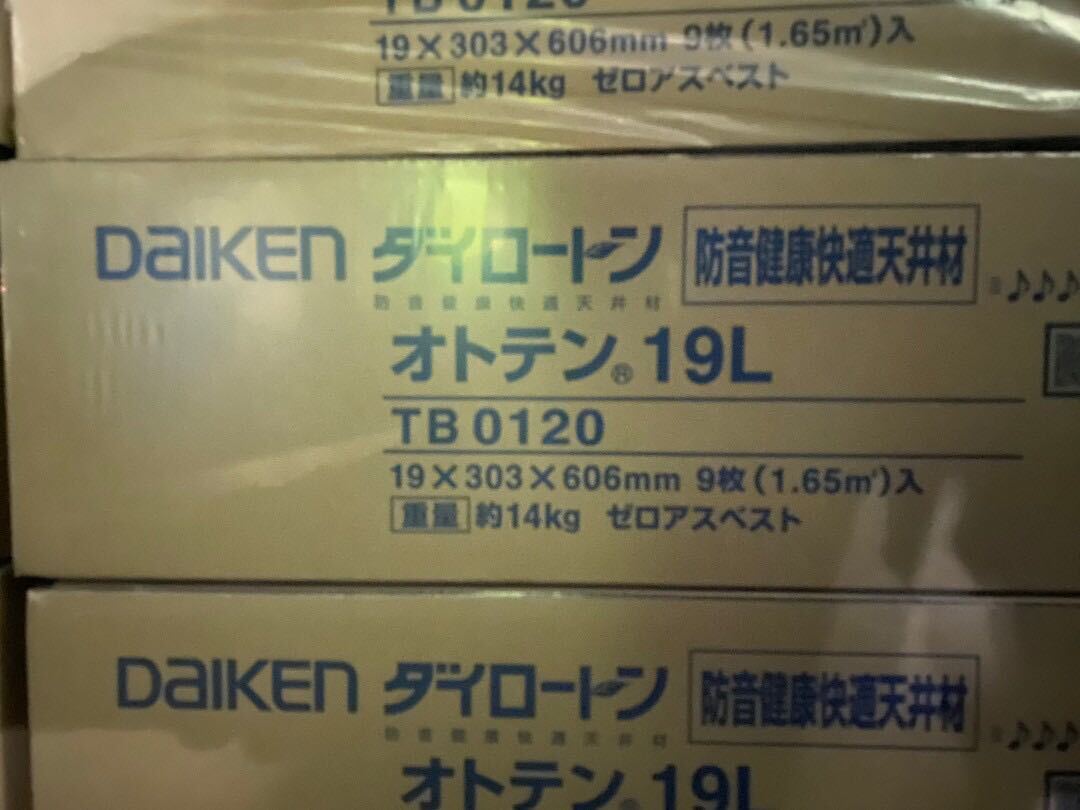 TB 0120
19×303×606mm 9枚(1.65㎡)入
重量 約14kg ゼロアスベスト
DAIKEN ダイロートン 防音健康快適天井材
防音健康快適天井材
オトテン® 19L
TB 0120
19×303×606mm 9枚(1.65㎡)入
重量 約14kg ゼロアスベスト
DAIKEN ダイロートン 防音健康快適天井材
防音健康快適天井材
オトテン® 19L